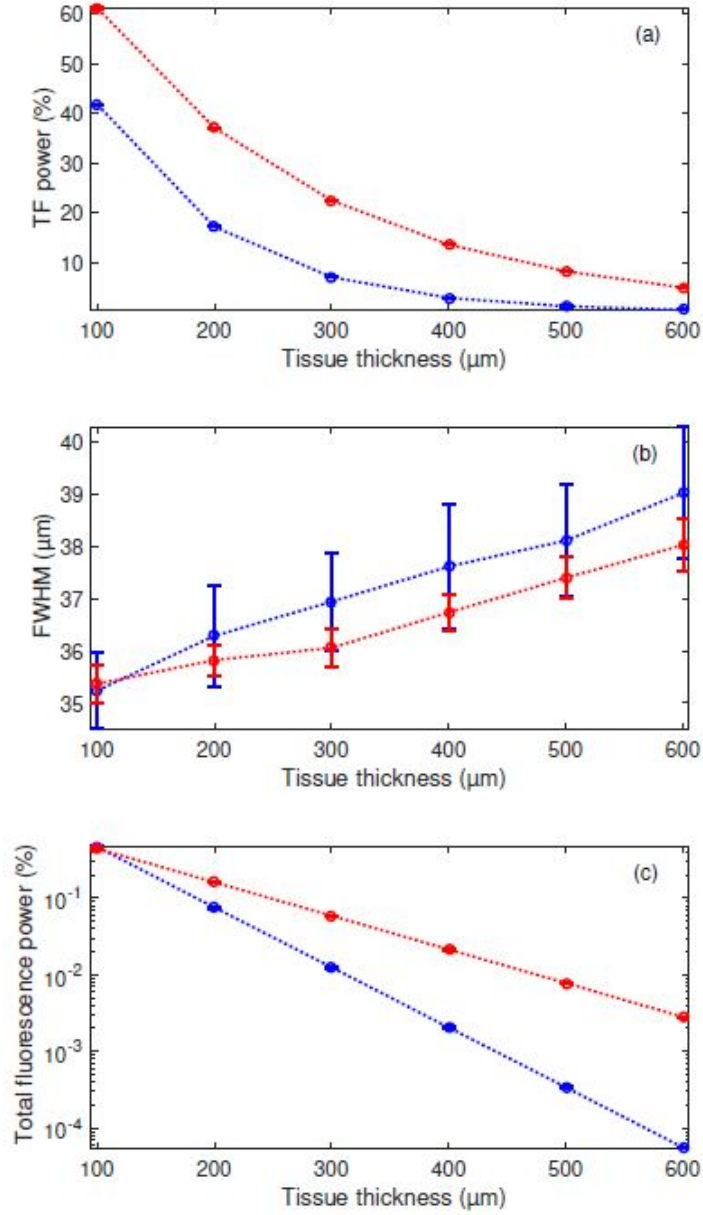 (a)
TF power (%)
60
50
40
30
20
10
100 200 300 400 500 600
Tissue thickness (µm)
(b)
FWHM (µm)
40
39
38
37
36
35
100 200 300 400 500 600
Tissue thickness (µm)
(c)
Total fluorescence power (%)
10-1
10-2
10-3
10-4
100 200 300 400 500 600
Tissue thickness (µm)